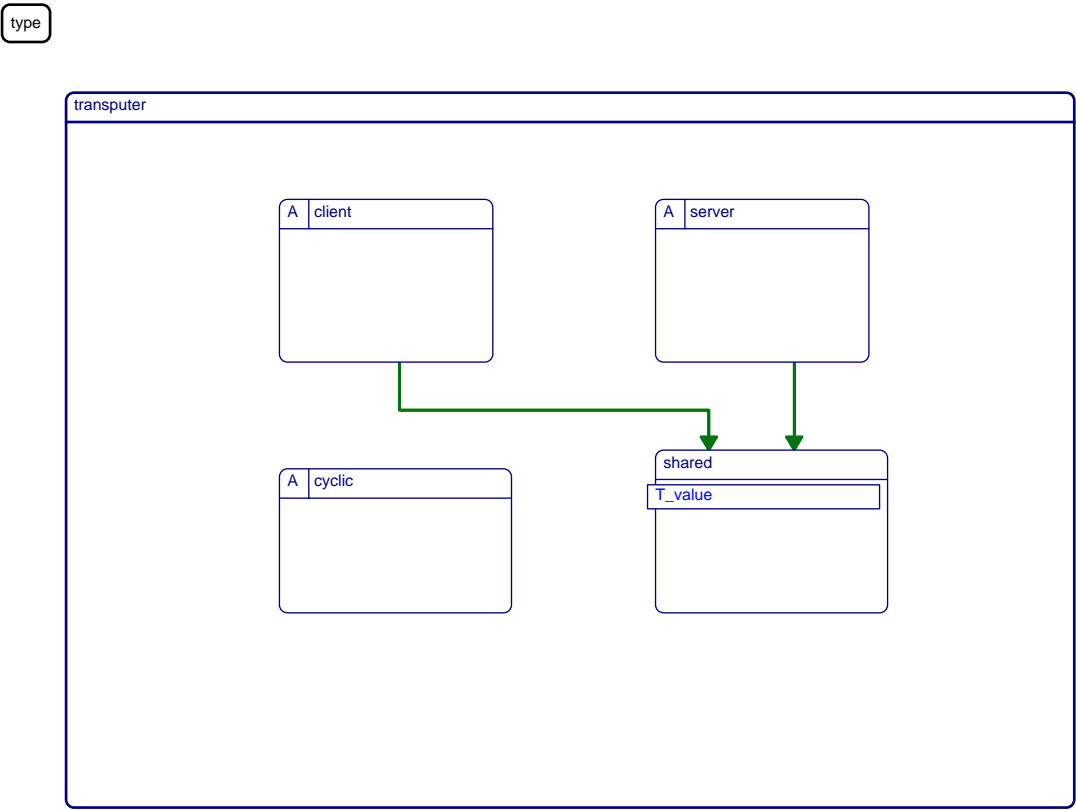 type
transputer
A client
A server
A cyclic
shared
T_value